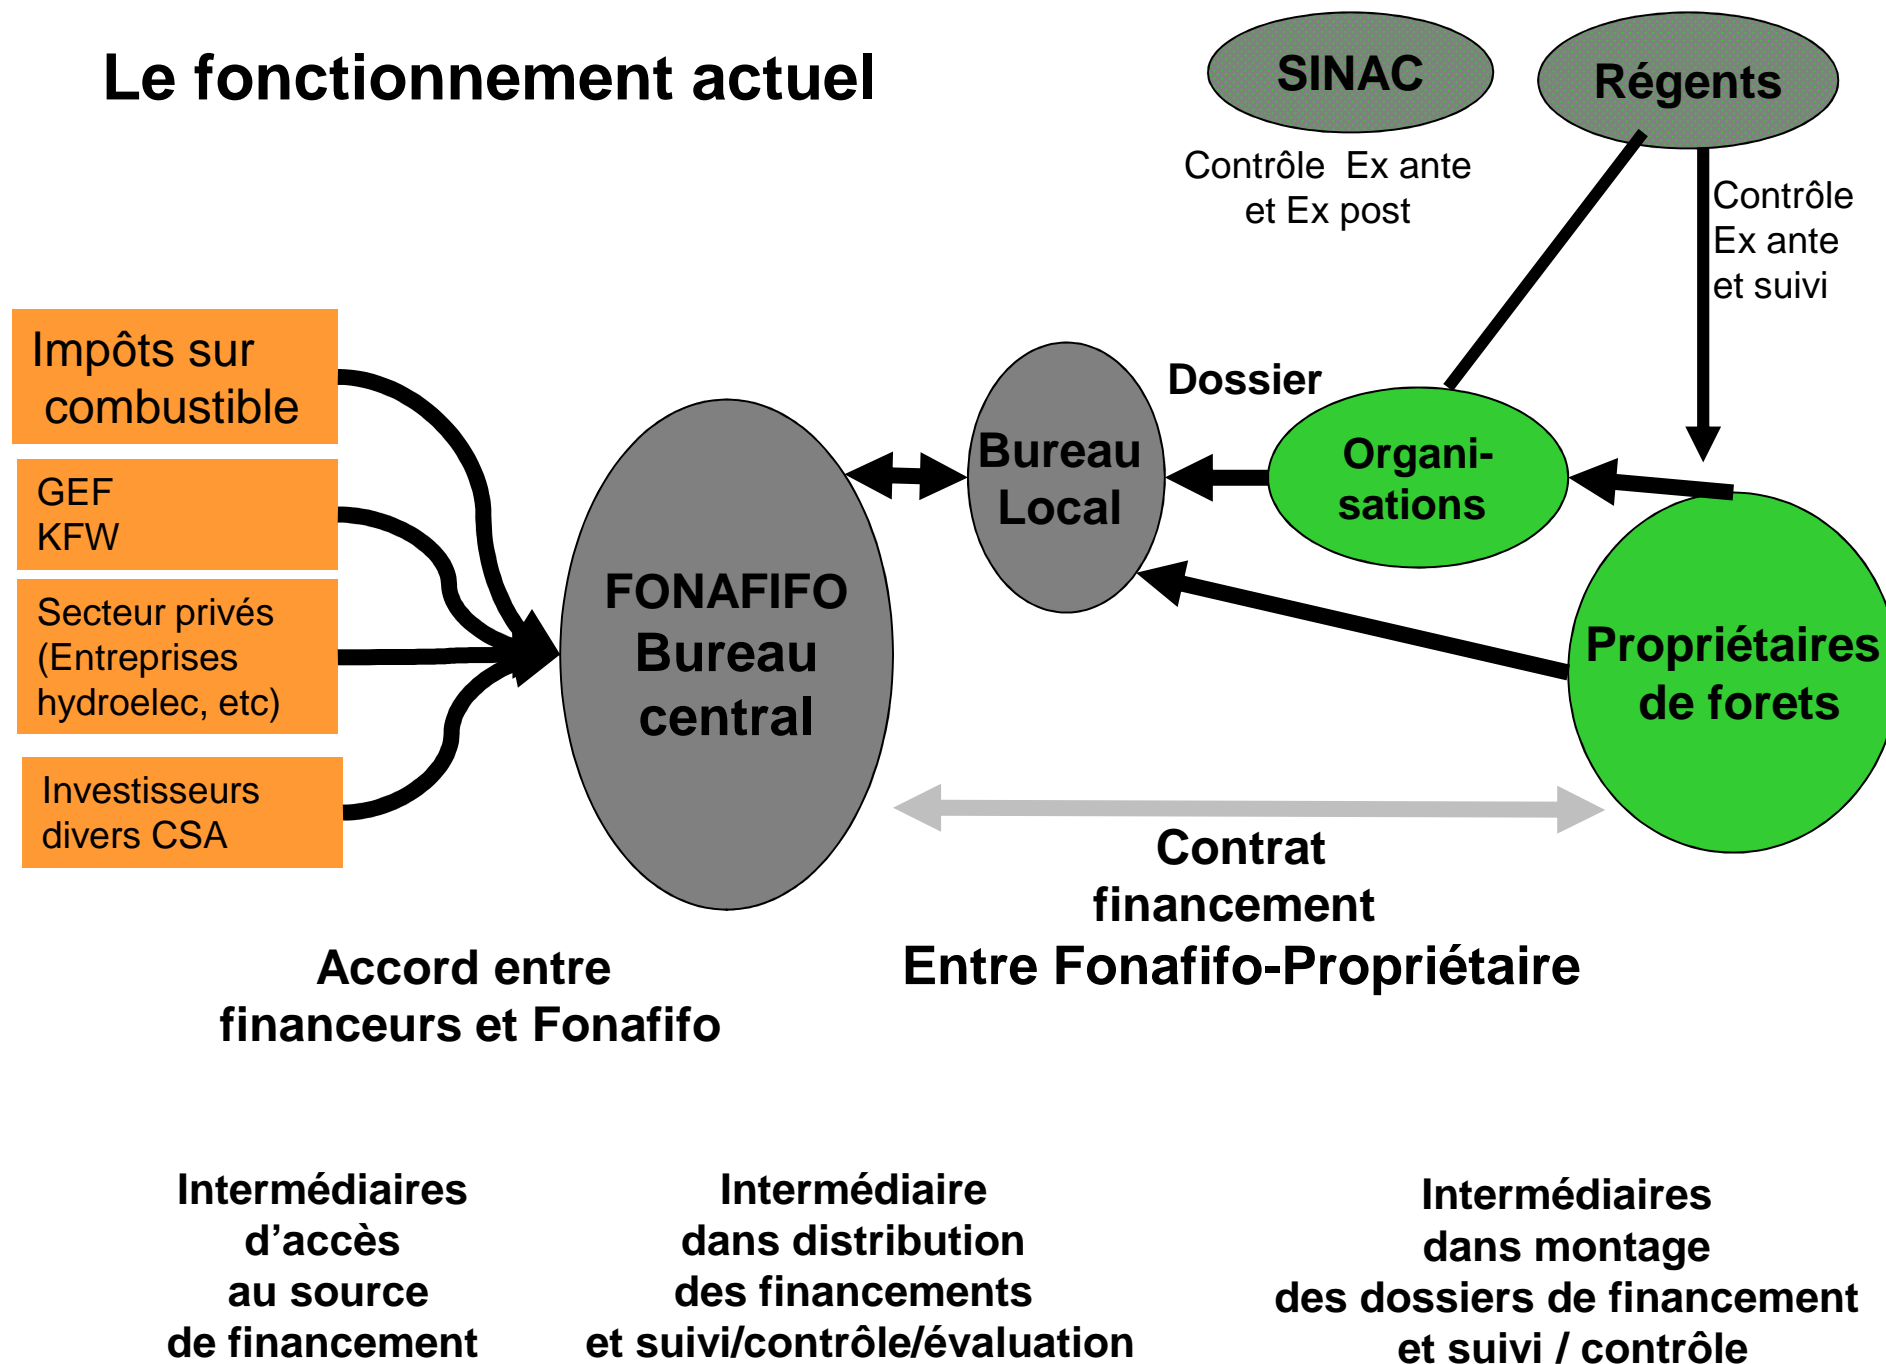 Le fonctionnement actuel
SINAC
Régents
Contrôle Ex ante
et Ex post
Contrôle
Ex ante
et suivi
Impôts sur
combustible
GEF
KFW
Secteur privés
(Entreprises
hydroelec, etc)
Investisseurs
divers CSA
FONAFIFO
Bureau
central
Bureau
Local
Dossier
Organi-
sations
Propriétaires
de forets
Contrat
financement
Entre Fonafifo-Propriétaire
Accord entre
financeurs et Fonafifo
Intermédiaires
d’accès
au source
de financement
Intermédiaire
dans distribution
des financements
et suivi/contrôle/évaluation
Intermédiaires
dans montage
des dossiers de financement
et suivi / contrôle